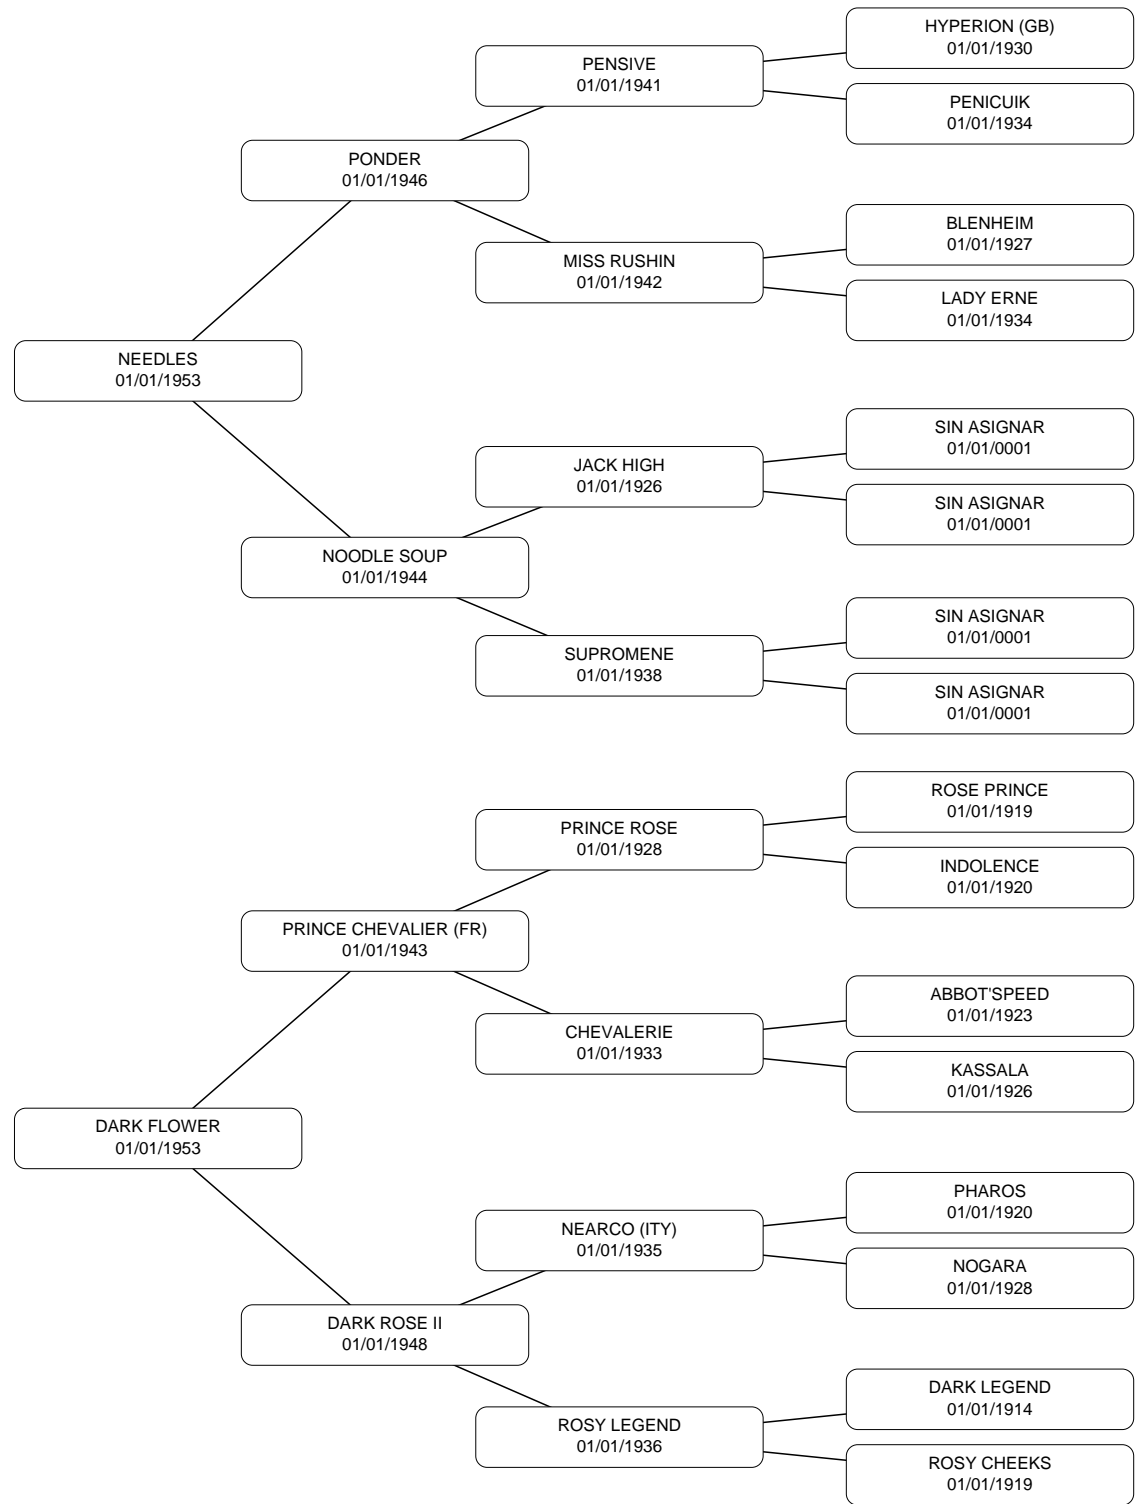 HYPERION (GB)
01/01/1930
PENSIVE
01/01/1941
PENICUIK
01/01/1934
PONDER
01/01/1946
BLENHEIM
01/01/1927
MISS RUSHIN
01/01/1942
LADY ERNE
01/01/1934
NEEDLES
01/01/1953
SIN ASIGNAR
01/01/0001
JACK HIGH
01/01/1926
SIN ASIGNAR
01/01/0001
NOODLE SOUP
01/01/1944
SIN ASIGNAR
01/01/0001
SUPROMENE
01/01/1938
SIN ASIGNAR
01/01/0001
ROSE PRINCE
01/01/1919
PRINCE ROSE
01/01/1928
INDOLENCE
01/01/1920
PRINCE CHEVALIER (FR)
01/01/1943
ABBOT'SPEED
01/01/1923
CHEVALERIE
01/01/1933
KASSALA
01/01/1926
DARK FLOWER
01/01/1953
PHAROS
01/01/1920
NEARCO (ITY)
01/01/1935
NOGARA
01/01/1928
DARK ROSE II
01/01/1948
DARK LEGEND
01/01/1914
ROSY LEGEND
01/01/1936
ROSY CHEEKS
01/01/1919